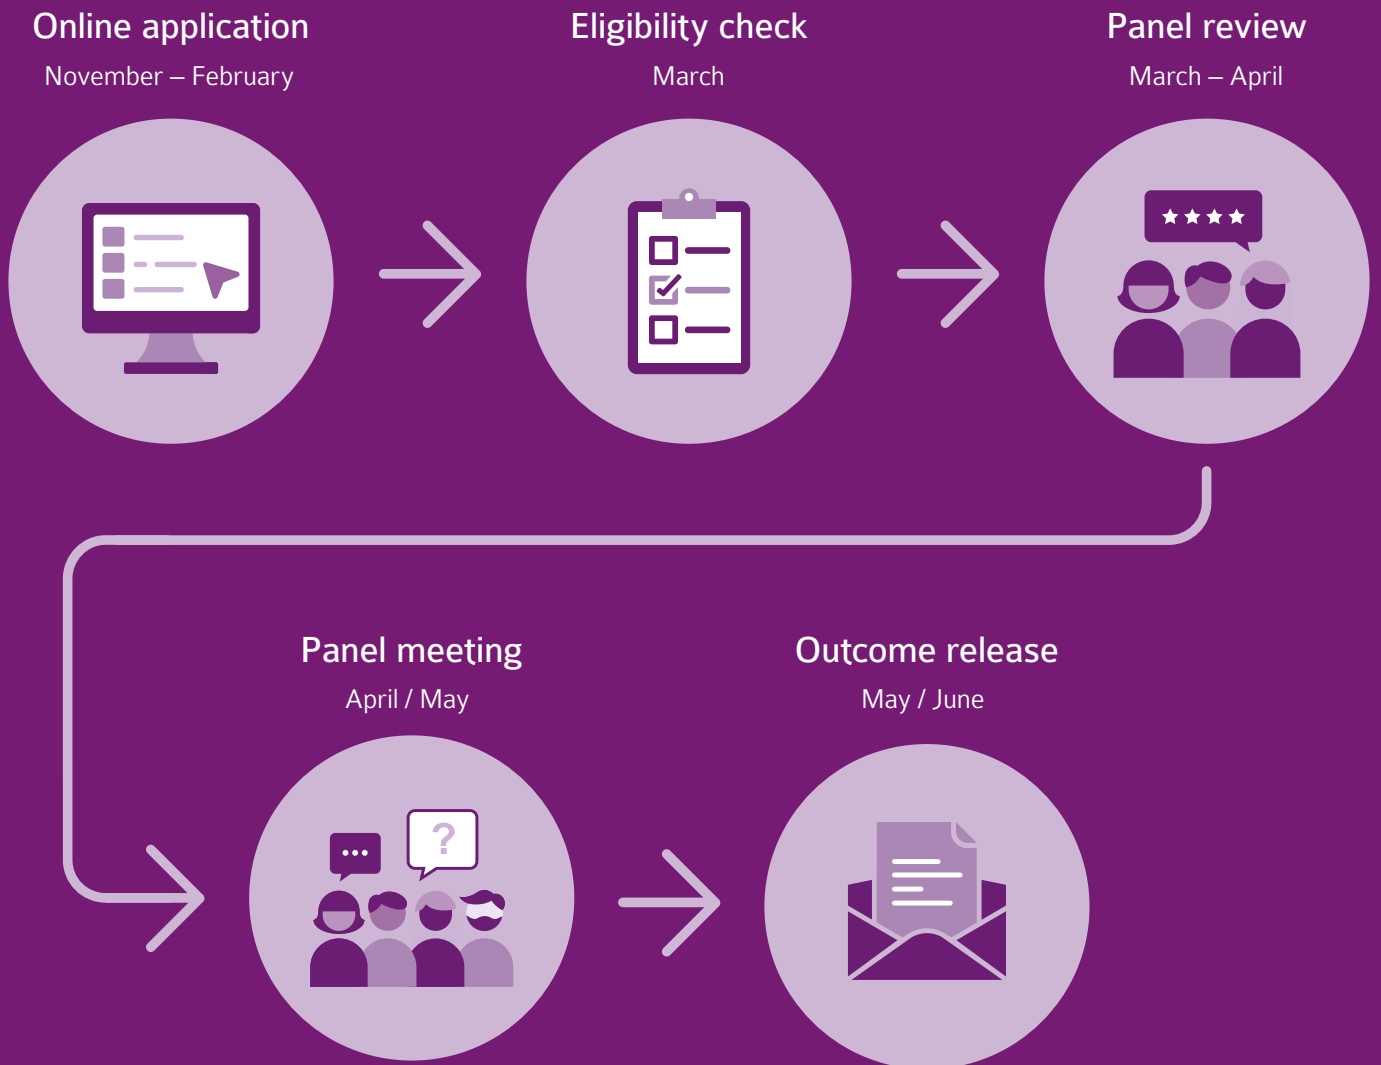 Online application
November – February
Eligibility check
March
Panel review
March – April
Panel meeting
April / May
?
Outcome release
May / June